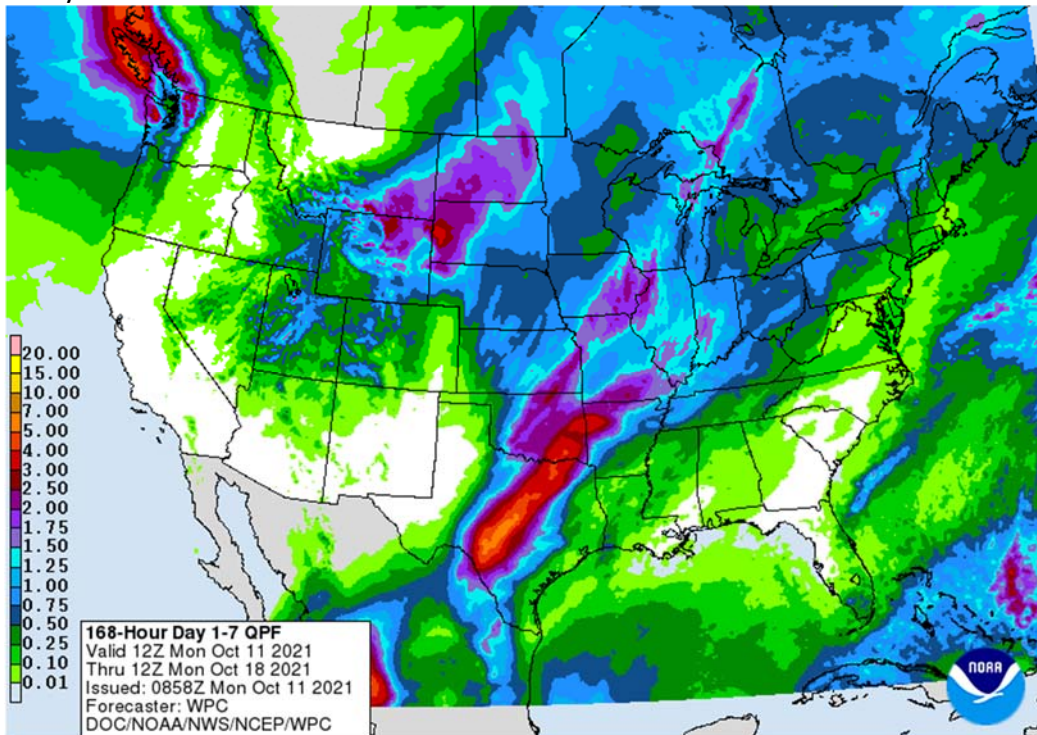 20.00
15.00
10.00
7.00
5.00
4.00
3.00
2.50
2.00
1.75
1.50
1.25
1.00
0.75
0.50
0.25
0.10
0.01
168-Hour Day 1-7 QPF
Valid 12Z Mon Oct 11 2021
Thru 12Z Mon Oct 18 2021
Issued: 0858Z Mon Oct 11 2021
Forecaster: WPC
DOC/NOAA/NWS/NCEP/WPC
NOAA